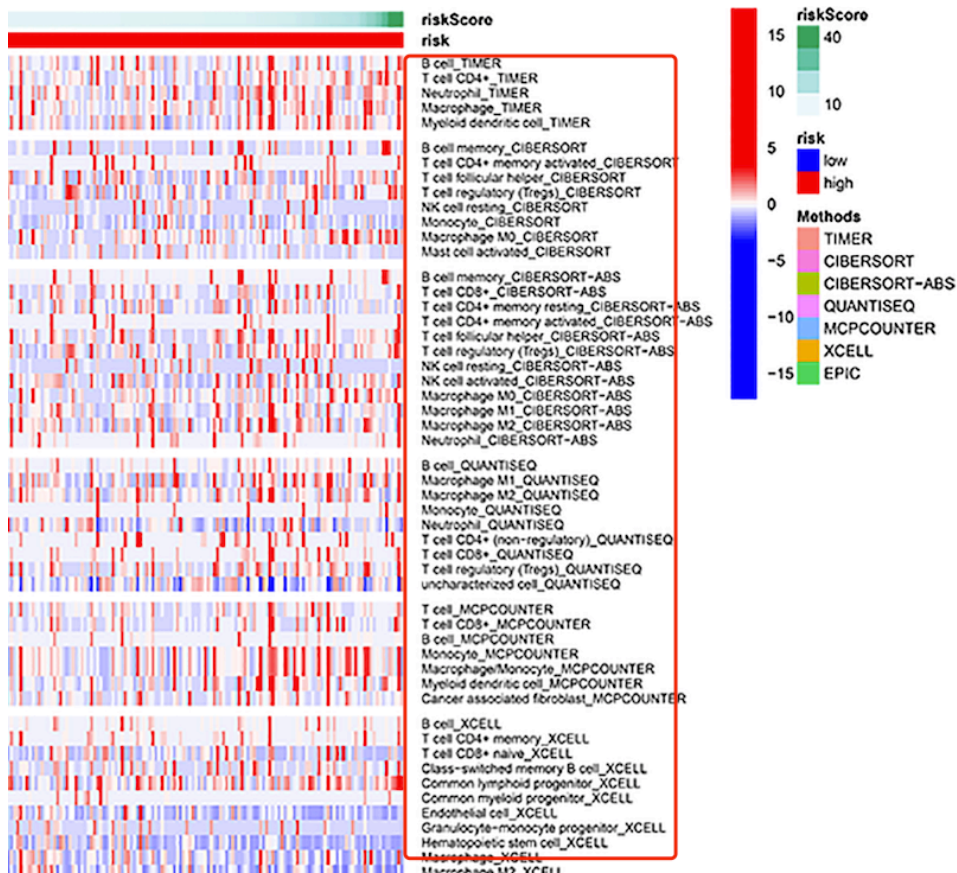 riskScore
risk
B cell_TIMER
T cell CD4+_TIMER
Neutrophil_TIMER
Macrophage_TIMER
Myeloid dendritic cell_TIMER
B cell memory_CIBERSORT
T cell CD4+ memory activated_CIBERSORT
T cell follicular helper_CIBERSORT
T cell regulatory (Tregs)_CIBERSORT
NK cell resting_CIBERSORT
Monocyte_CIBERSORT
Macrophage M0_CIBERSORT
Mast cell activated_CIBERSORT
B cell memory_CIBERSORT-ABS
T cell CD8+_CIBERSORT-ABS
T cell CD4+ memory resting_CIBERSORT-ABS
T cell CD4+ memory activated_CIBERSORT-ABS
T cell follicular helper_CIBERSORT-ABS
T cell regulatory (Tregs)_CIBERSORT-ABS
NK cell resting_CIBERSORT-ABS
NK cell activated_CIBERSORT-ABS
Macrophage M0_CIBERSORT-ABS
Macrophage M1_CIBERSORT-ABS
Macrophage M2_CIBERSORT-ABS
Neutrophil_CIBERSORT-ABS
B cell_QUANTISEQ
Macrophage M1_QUANTISEQ
Macrophage M2_QUANTISEQ
Monocyte_QUANTISEQ
Neutrophil_QUANTISEQ
T cell CD4+ (non-regulatory)_QUANTISEQ
T cell CD8+_QUANTISEQ
T cell regulatory (Tregs)_QUANTISEQ
uncharacterized cell_QUANTISEQ
T cell_MCPCOUNTER
T cell CD8+_MCPCOUNTER
B cell_MCPCOUNTER
Monocyte_MCPCOUNTER
Macrophage/Monocyte_MCPCOUNTER
Myeloid dendritic cell_MCPCOUNTER
Cancer associated fibroblast_MCPCOUNTER
B cell_XCELL
T cell CD4+ memory_XCELL
T cell CD8+ naive_XCELL
Class-switched memory B cell_XCELL
Common lymphoid progenitor_XCELL
Common myeloid progenitor_XCELL
Endothelial cell_XCELL
Granulocyte-monocyte progenitor_XCELL
Hematopoietic stem cell_XCELL
Macrophage_XCELL
Macrophage M2_XCELL
15
10
5
0
-5
-10
-15
riskScore
40
10
risk
low
high
Methods
TIMER
CIBERSORT
CIBERSORT-ABS
QUANTISEQ
MCPCOUNTER
XCELL
EPIC